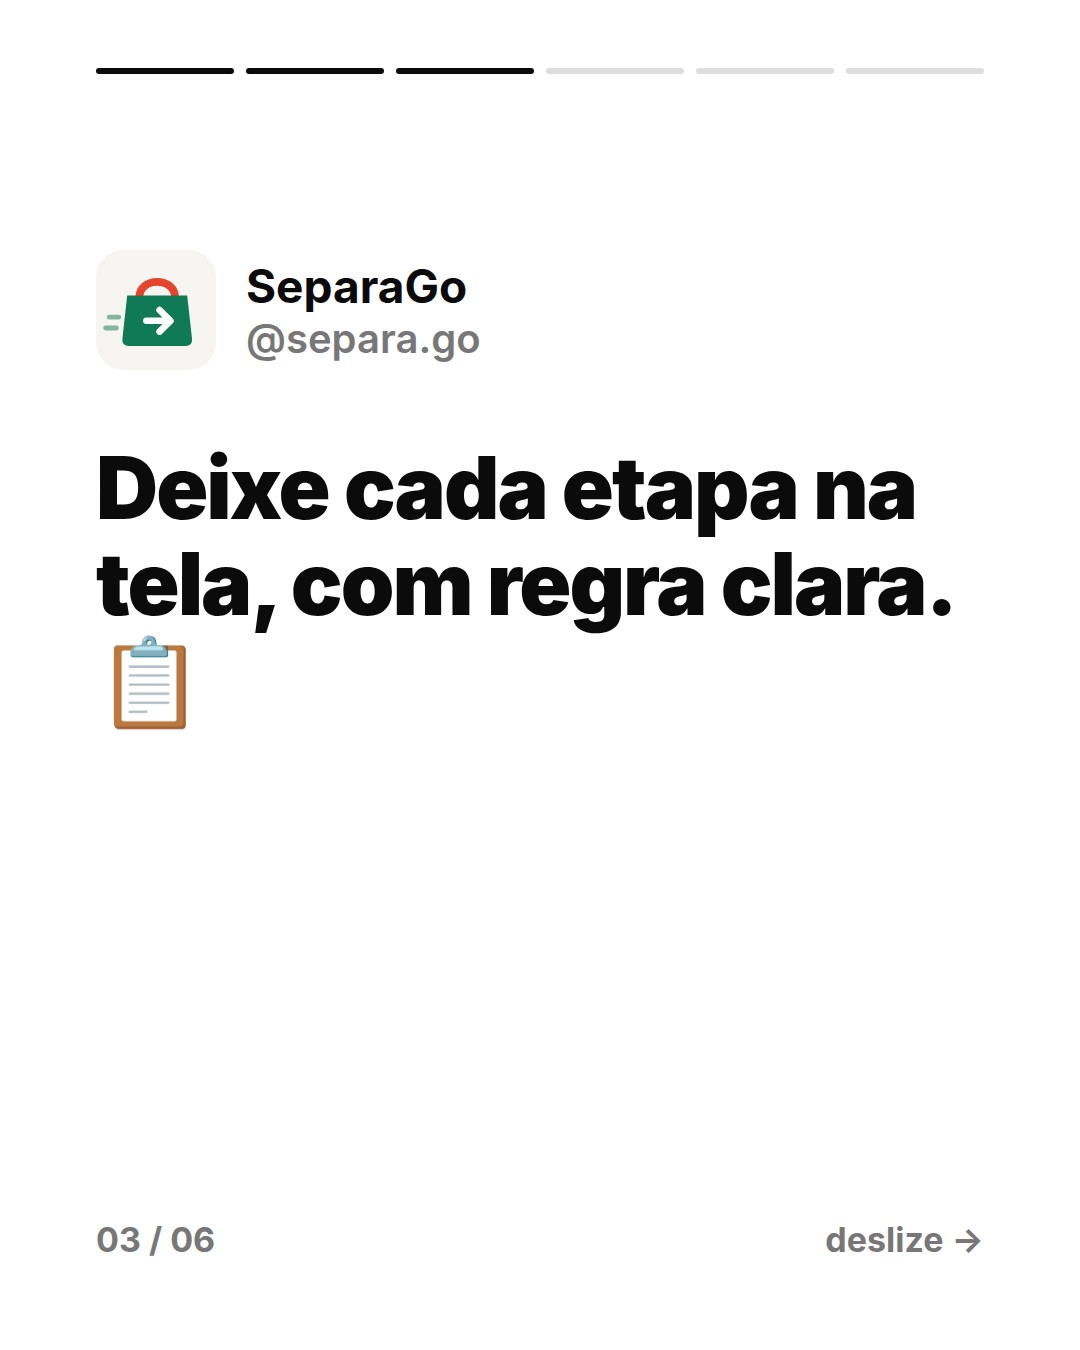 SeparaGo
@separa.go
Deixe cada etapa na
tela, com regra clara.
📋
03 / 06
deslize →